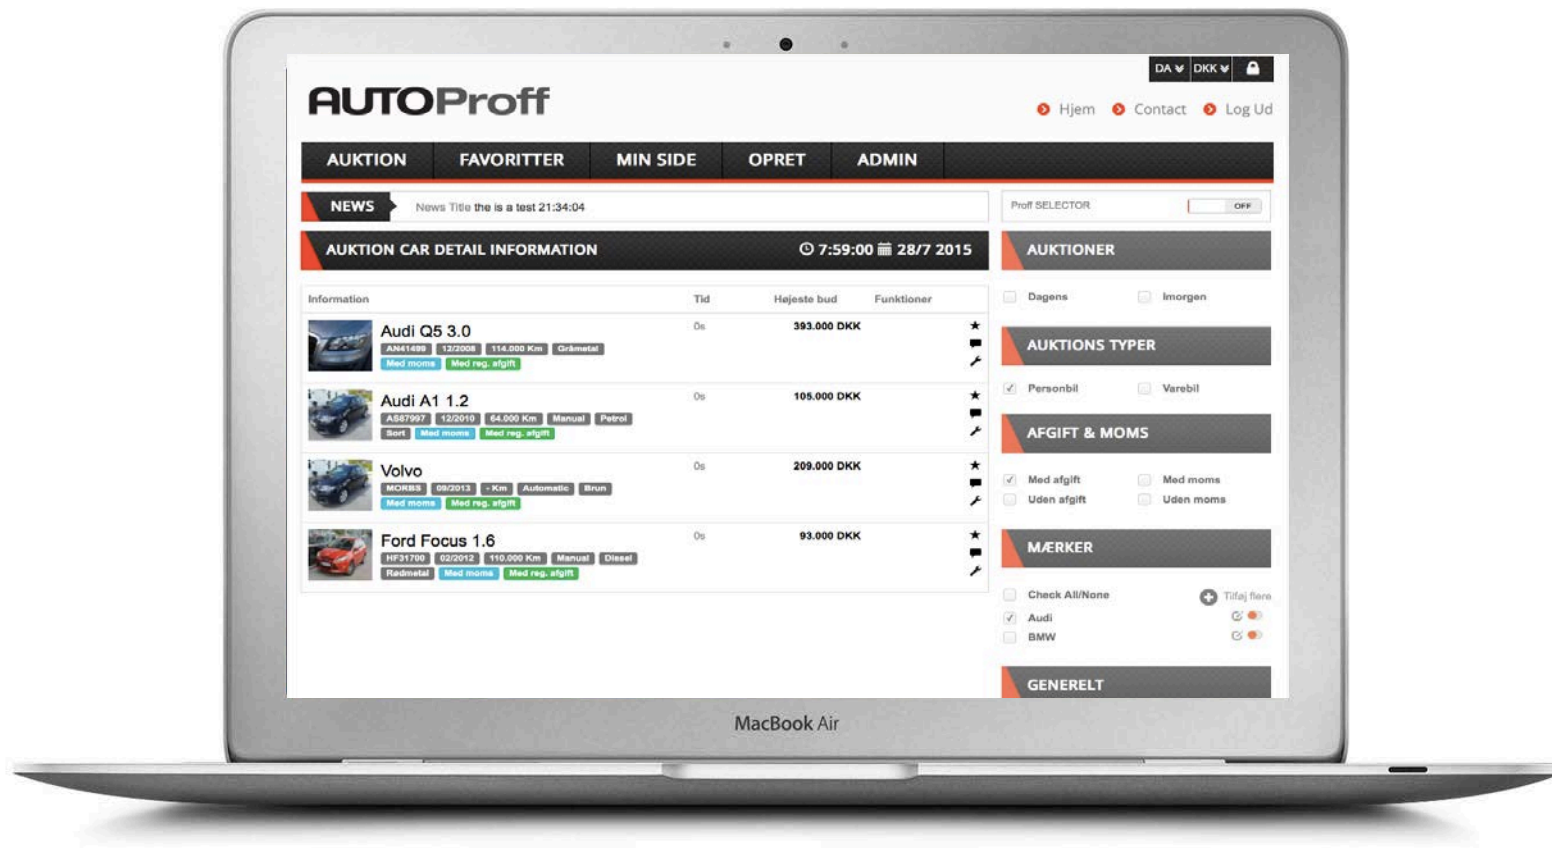 DA DKK
AUTOProff
Hjem Contact Log Ud
AUKTION FAVORITTER MIN SIDE OPRET ADMIN
NEWS News Title the is a test 21:34:04
Proff SELECTOR OFF
AUKTION CAR DETAIL INFORMATION 7:59:00 28/7 2015
Information Tid Højeste bud Funktioner
Audi Q5 3.0 0s 393.000 DKK
AN41499 12/2008 114.000 Km Gråmetal
Med moms Med reg. afgift
Audi A1 1.2 0s 105.000 DKK
AS87997 12/2010 64.000 Km Manual Petrol
Sort Med moms Med reg. afgift
Volvo 0s 209.000 DKK
MORBS 09/2013 - Km Automatic Brun
Med moms Med reg. afgift
Ford Focus 1.6 0s 93.000 DKK
HF31700 02/2012 110.000 Km Manual Diesel
Rødmetal Med moms Med reg. afgift
AUKTIONER
Dagens Imorgen
AUKTIONS TYPER
Personbil Varebil
AFGIFT & MOMS
Med afgift Med moms
Uden afgift Uden moms
MÆRKER
Check All/None Tilføj flere
Audi
BMW
GENERELT
MacBook Air